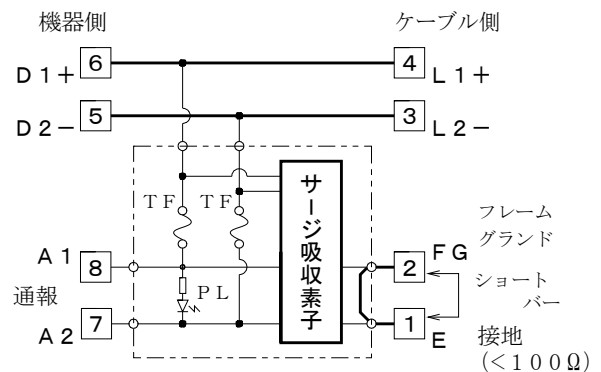 機器側
ケーブル側
D1+ 6
4 L1+
D2− 5
3 L2−
TF TF
サージ吸収素子
フレーム
グランド
A1 8
2 FG
ショート
バー
通報
PL
A2 7
1 E
接地
(<100Ω)